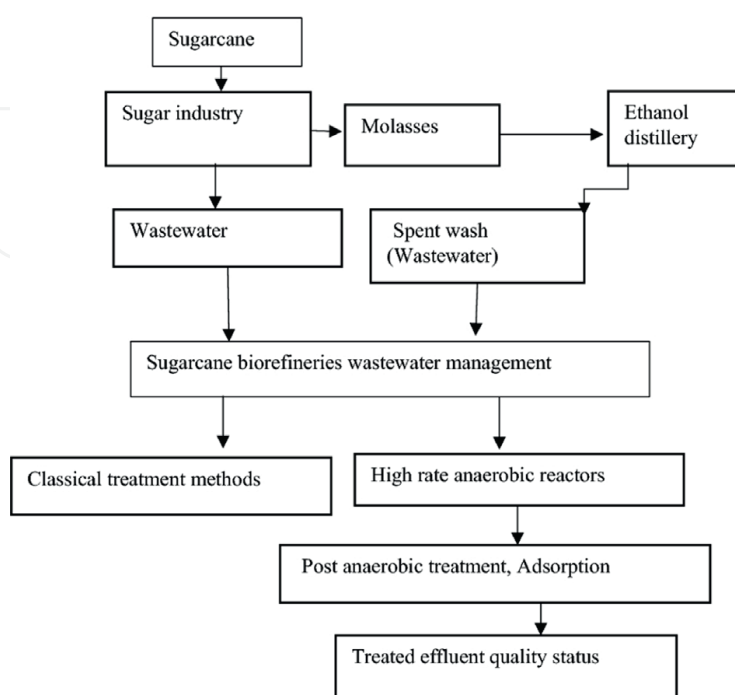 Sugarcane
Sugar industry
Molasses
Ethanol
distillery
Wastewater
Spent wash
(Wastewater)
Sugarcane biorefineries wastewater management
Classical treatment methods
High rate anaerobic reactors
Post anaerobic treatment, Adsorption
Treated effluent quality status